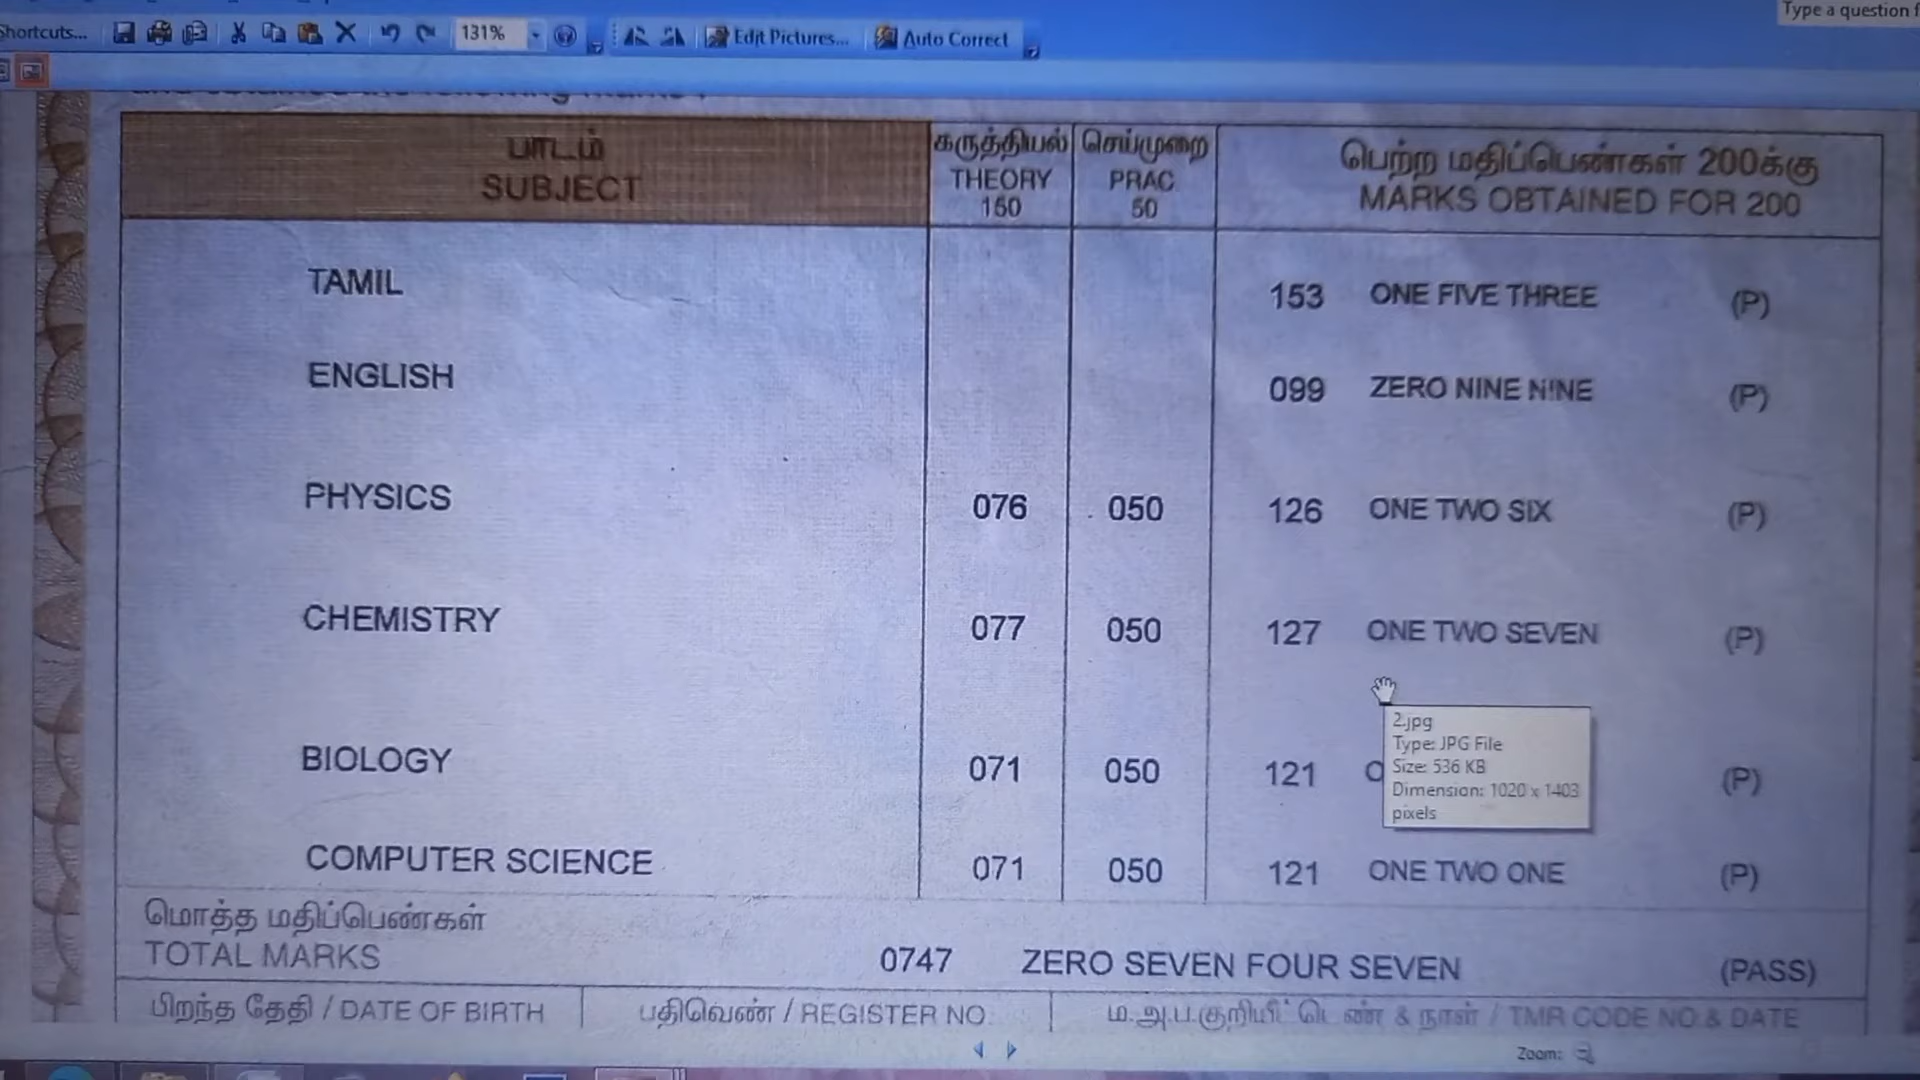 Type a question f
Shortcuts...
131%
Edit Pictures...
Auto Correct
பாடம்
SUBJECT
கருத்தியல்
THEORY
150
செய்முறை
PRAC
50
பெற்ற மதிப்பெண்கள் 200க்கு
MARKS OBTAINED FOR 200
TAMIL 153 ONE FIVE THREE (P)
ENGLISH 099 ZERO NINE NINE (P)
PHYSICS 076 050 126 ONE TWO SIX (P)
CHEMISTRY 077 050 127 ONE TWO SEVEN (P)
BIOLOGY 071 050 121 O (P)
2.jpg
Type: JPG File
Size: 536 KB
Dimension: 1020 x 1403
pixels
COMPUTER SCIENCE 071 050 121 ONE TWO ONE (P)
மொத்த மதிப்பெண்கள்
TOTAL MARKS 0747 ZERO SEVEN FOUR SEVEN (PASS)
பிறந்த தேதி / DATE OF BIRTH
பதிவெண் / REGISTER NO
ம.அ.ப.குறியீட்டெண் & நாள் / TMR CODE NO & DATE
Zoom: